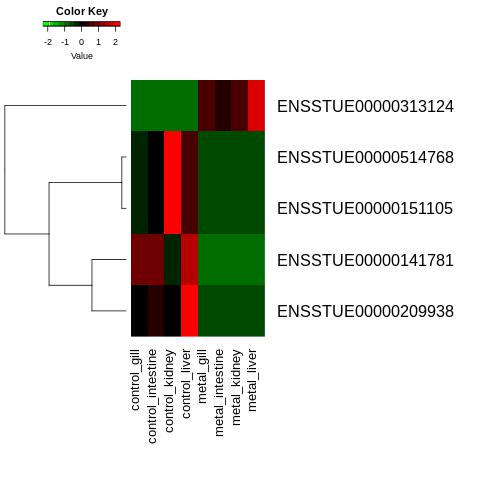 Color Key
-2 -1 0 1 2
Value
ENSSTUE00000313124
ENSSTUE00000514768
ENSSTUE00000151105
ENSSTUE00000141781
ENSSTUE00000209938
control_gill
control_intestine
control_kidney
control_liver
metal_gill
metal_intestine
metal_kidney
metal_liver